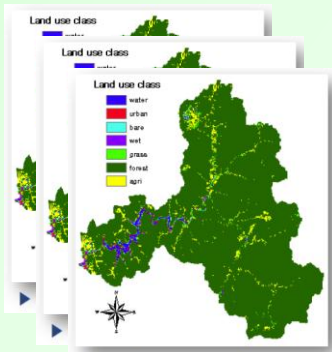 Land use class
Land use class
Land use class
water
urban
bare
wet
grass
forest
agri
N
W
E
S